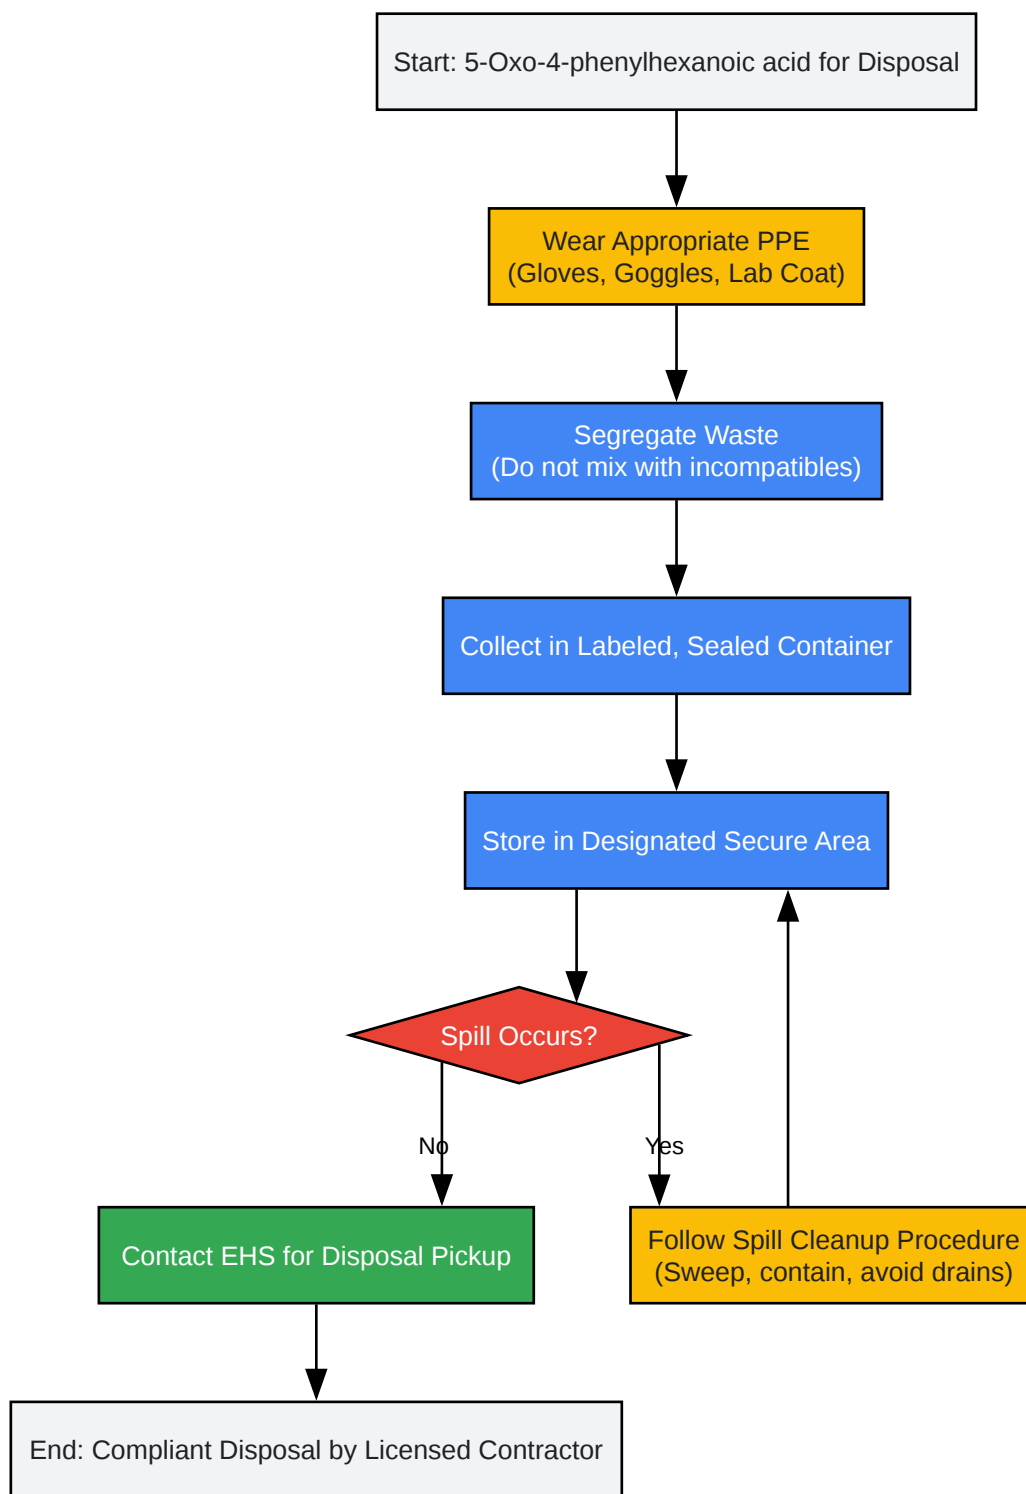 Start: 5-Oxo-4-phenylhexanoic acid for Disposal
Wear Appropriate PPE
(Gloves, Goggles, Lab Coat)
Segregate Waste
(Do not mix with incompatibles)
Collect in Labeled, Sealed Container
Store in Designated Secure Area
Spill Occurs?
No
Yes
Contact EHS for Disposal Pickup
Follow Spill Cleanup Procedure
(Sweep, contain, avoid drains)
End: Compliant Disposal by Licensed Contractor